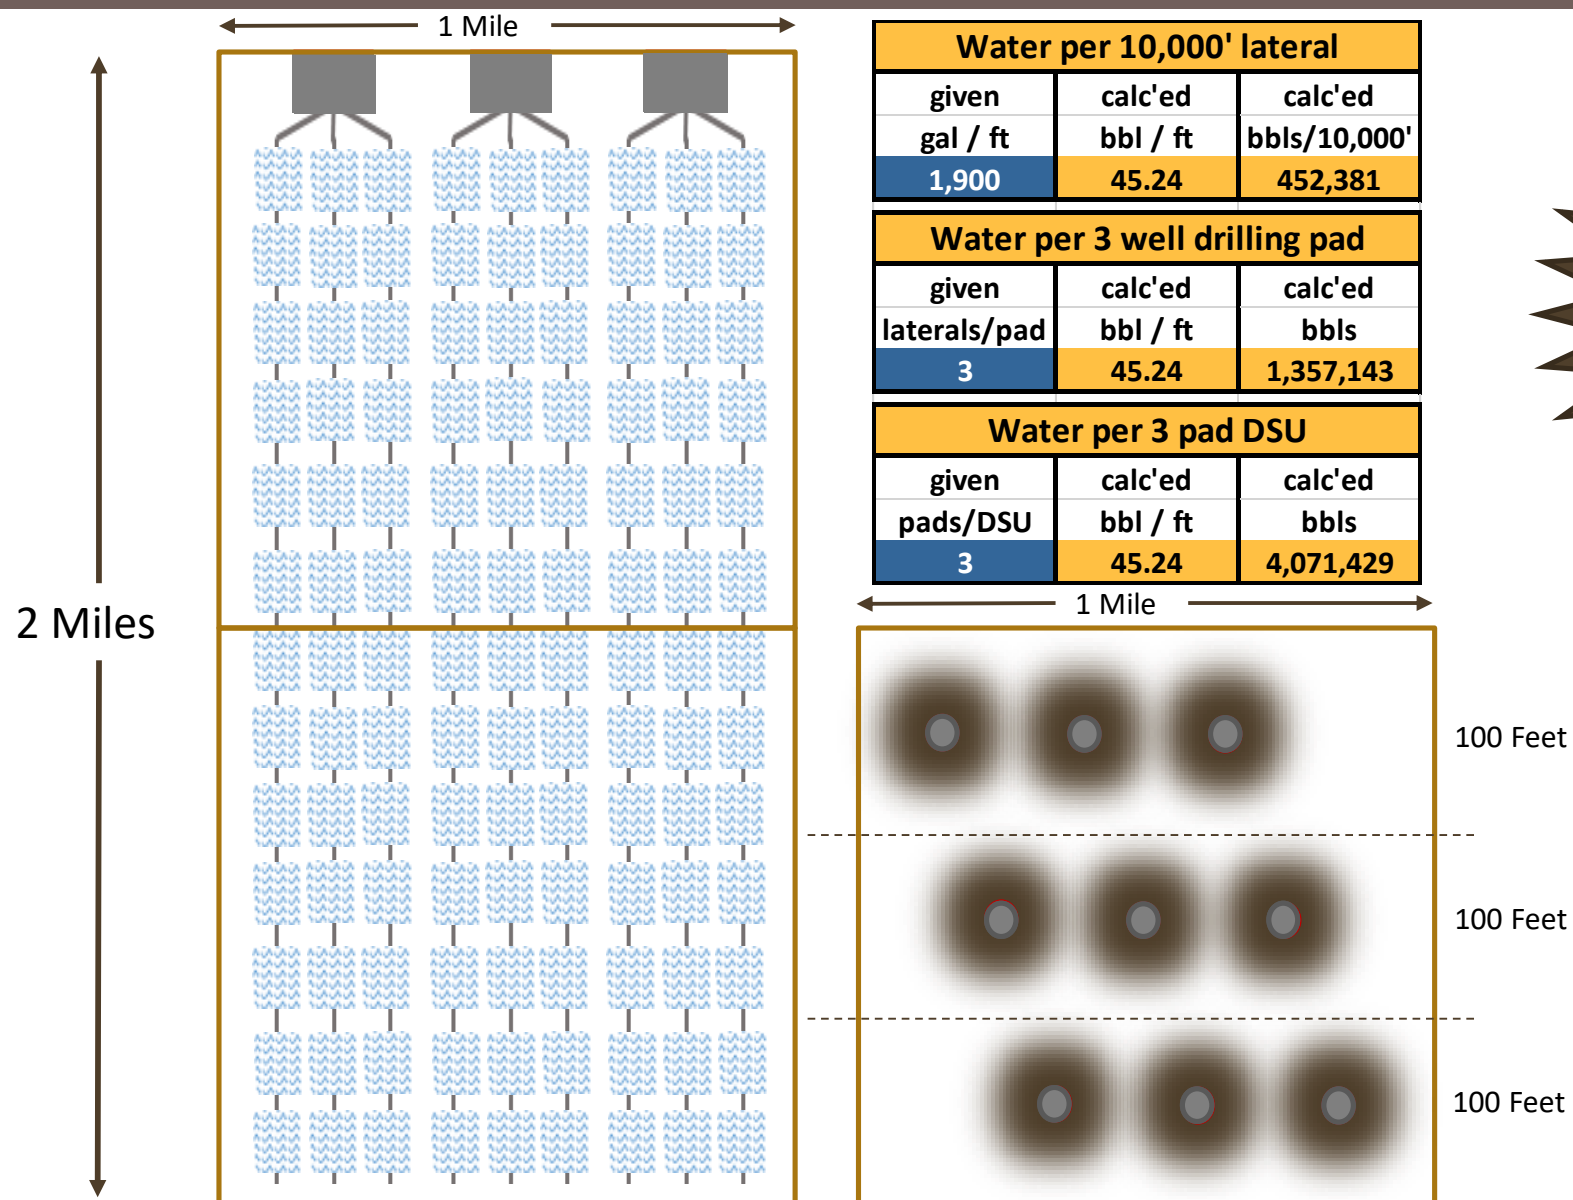 1 Mile
2 Miles
Water per 10,000' lateral
given calc'ed calc'ed
gal / ft bbl / ft bbls/10,000'
1,900 45.24 452,381
Water per 3 well drilling pad
given calc'ed calc'ed
laterals/pad bbl / ft bbls
3 45.24 1,357,143
Water per 3 pad DSU
given calc'ed calc'ed
pads/DSU bbl / ft bbls
3 45.24 4,071,429
1 Mile
100 Feet
100 Feet
100 Feet